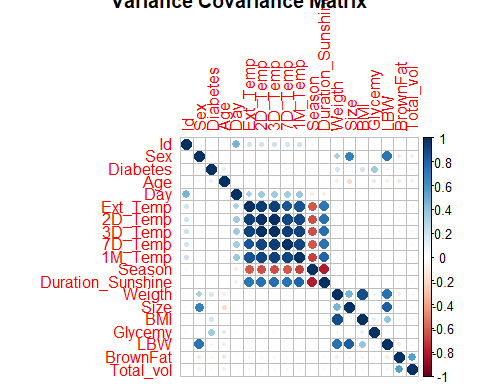 Variance Covariance Matrix
Id
Sex
Diabetes
Age
Day
Ext_Temp
2D_Temp
3D_Temp
7D_Temp
1M_Temp
Season
Duration_Sunshine
Weigth
Size
BMI
Glycemy
LBW
BrownFat
Total_vol
Id
Sex
Diabetes
Age
Day
Ext_Temp
2D_Temp
3D_Temp
7D_Temp
1M_Temp
Season
Duration_Sunshine
Weigth
Size
BMI
Glycemy
LBW
BrownFat
Total_vol
1
0.8
0.6
0.4
0.2
0
-0.2
-0.4
-0.6
-0.8
-1